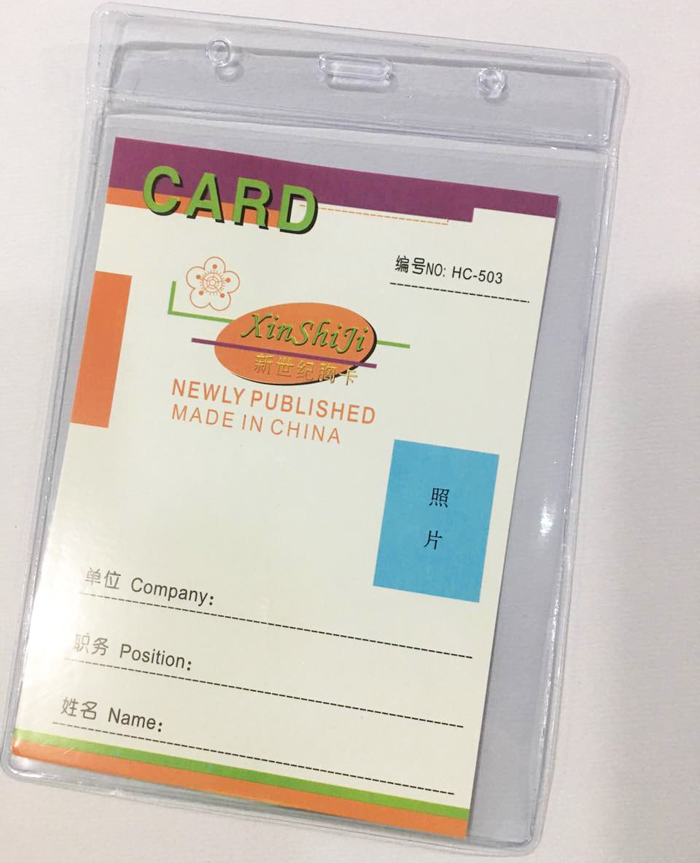 CARD
编号NO: HC-503
XinShiJi
新世纪胸卡
NEWLY PUBLISHED
MADE IN CHINA
照
片
单位 Company:
职务 Position:
姓名 Name: